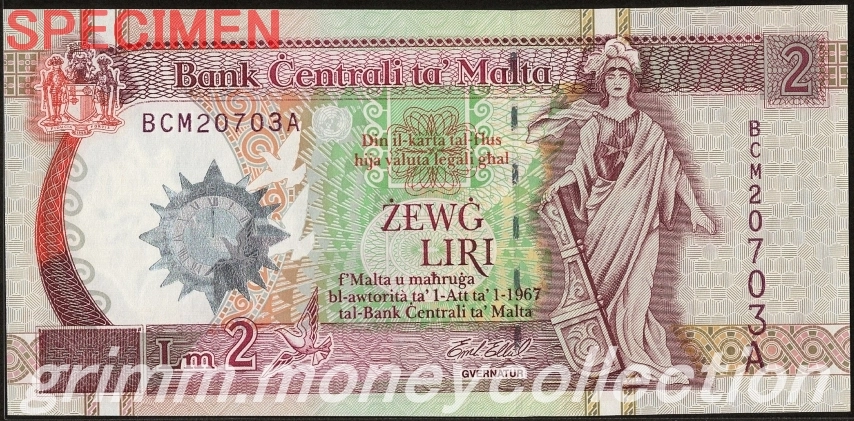 SPECIMEN
Bank Ċentrali ta' Malta
2
BCM20703A
Din il-karta tal-flus
hija valuta legali għal
ŻEWĠ
LIRI
f'Malta u maħruġa
bl-awtorità ta' l-Att ta' l-1967
tal-Bank Ċentrali ta' Malta
BCM20703A
Lm 2
GVERNATUR
grimm.moneycollection